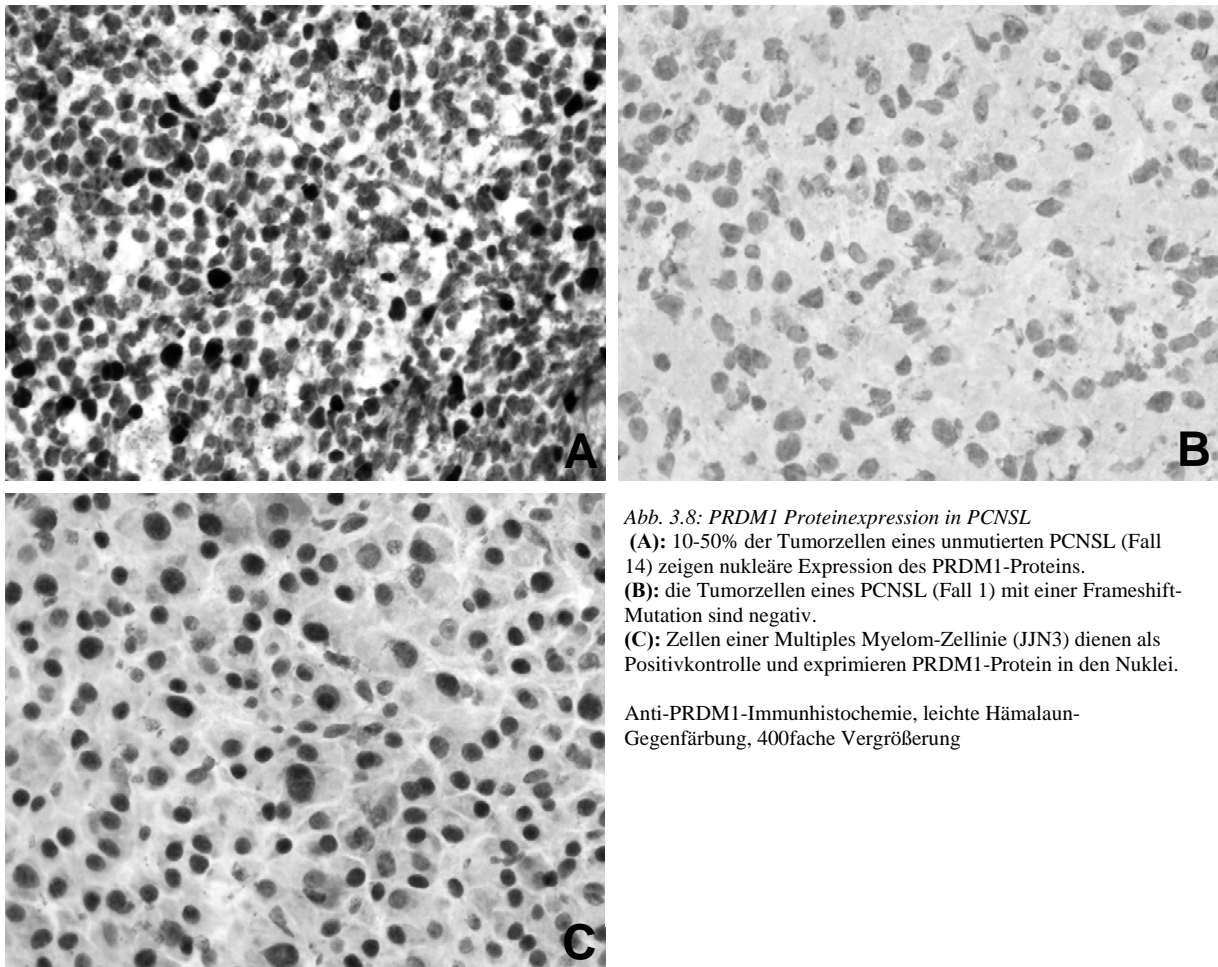 A
B
C
Abb. 3.8: PRDM1 Proteinexpression in PCNSL
(A): 10-50% der Tumorzellen eines unmutierten PCNSL (Fall
14) zeigen nukleäre Expression des PRDM1-Proteins.
(B): die Tumorzellen eines PCNSL (Fall 1) mit einer Frameshift-
Mutation sind negativ.
(C): Zellen einer Multiples Myelom-Zellinie (JJN3) dienen als
Positivkontrolle und exprimieren PRDM1-Protein in den Nuklei.
Anti-PRDM1-Immunhistochemie, leichte Hämalaun-
Gegenfärbung, 400fache Vergrößerung